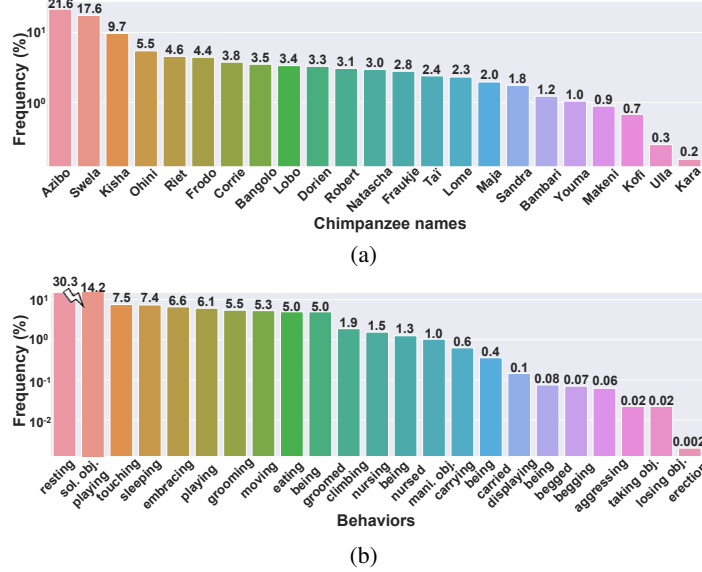 (a)
Frequency (%)
10¹
10⁰
21.6 17.6 9.7 5.5 4.6 4.4 3.8 3.5 3.4 3.3 3.1 3.0 2.8 2.4 2.3 2.0 1.8 1.2 1.0 0.9 0.7 0.3 0.2
Azibo Swela Kisha Ohini Riet Frodo Corrie Bangolo Lobo Dorien Robert Natascha Fraukje Taï Lome Maja Sandra Bambari Youma Makeni Kofi Ulla Kara
Chimpanzee names
(a)
Frequency (%)
10¹
10⁰
10⁻¹
10⁻²
30.3 14.2 7.5 7.4 6.6 6.1 5.5 5.3 5.0 5.0 1.9 1.5 1.3 1.0 0.6 0.4 0.1 0.08 0.07 0.06 0.02 0.02 0.002
resting
sol. obj.
playing
touching
sleeping
embracing
playing
grooming
moving
eating
being
groomed
climbing
nursing
being
nursed
mani. obj.
carrying
being
carried
displaying
being
begged
begging
aggressing
taking obj.
losing obj.
erection
Behaviors
(b)